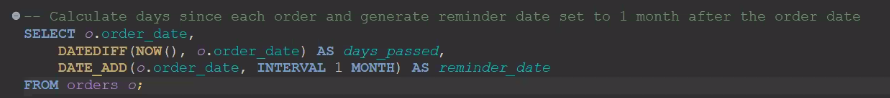 -- Calculate days since each order and generate reminder date set to 1 month after the order date
SELECT o.order_date,
    DATEDIFF(NOW(), o.order_date) AS days_passed,
    DATE_ADD(o.order_date, INTERVAL 1 MONTH) AS reminder_date
FROM orders o;